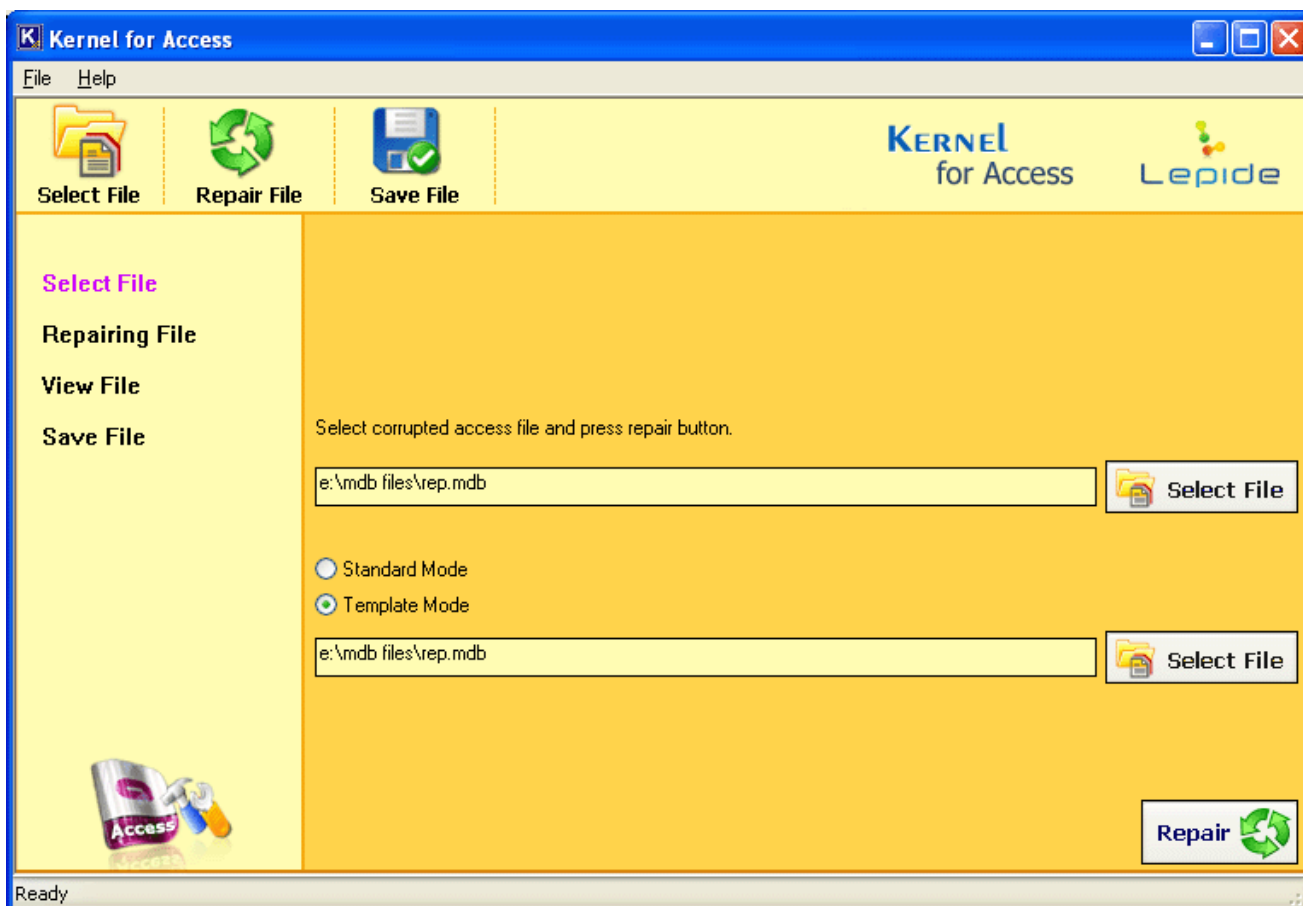 Kernel for Access
File Help
Select File Repair File Save File
KERNEl
for Access
Lepide
Select File
Repairing File
View File
Save File
Select corrupted access file and press repair button.
e:\mdb files\rep.mdb Select File
Standard Mode
Template Mode
e:\mdb files\rep.mdb Select File
Access
Repair
Ready